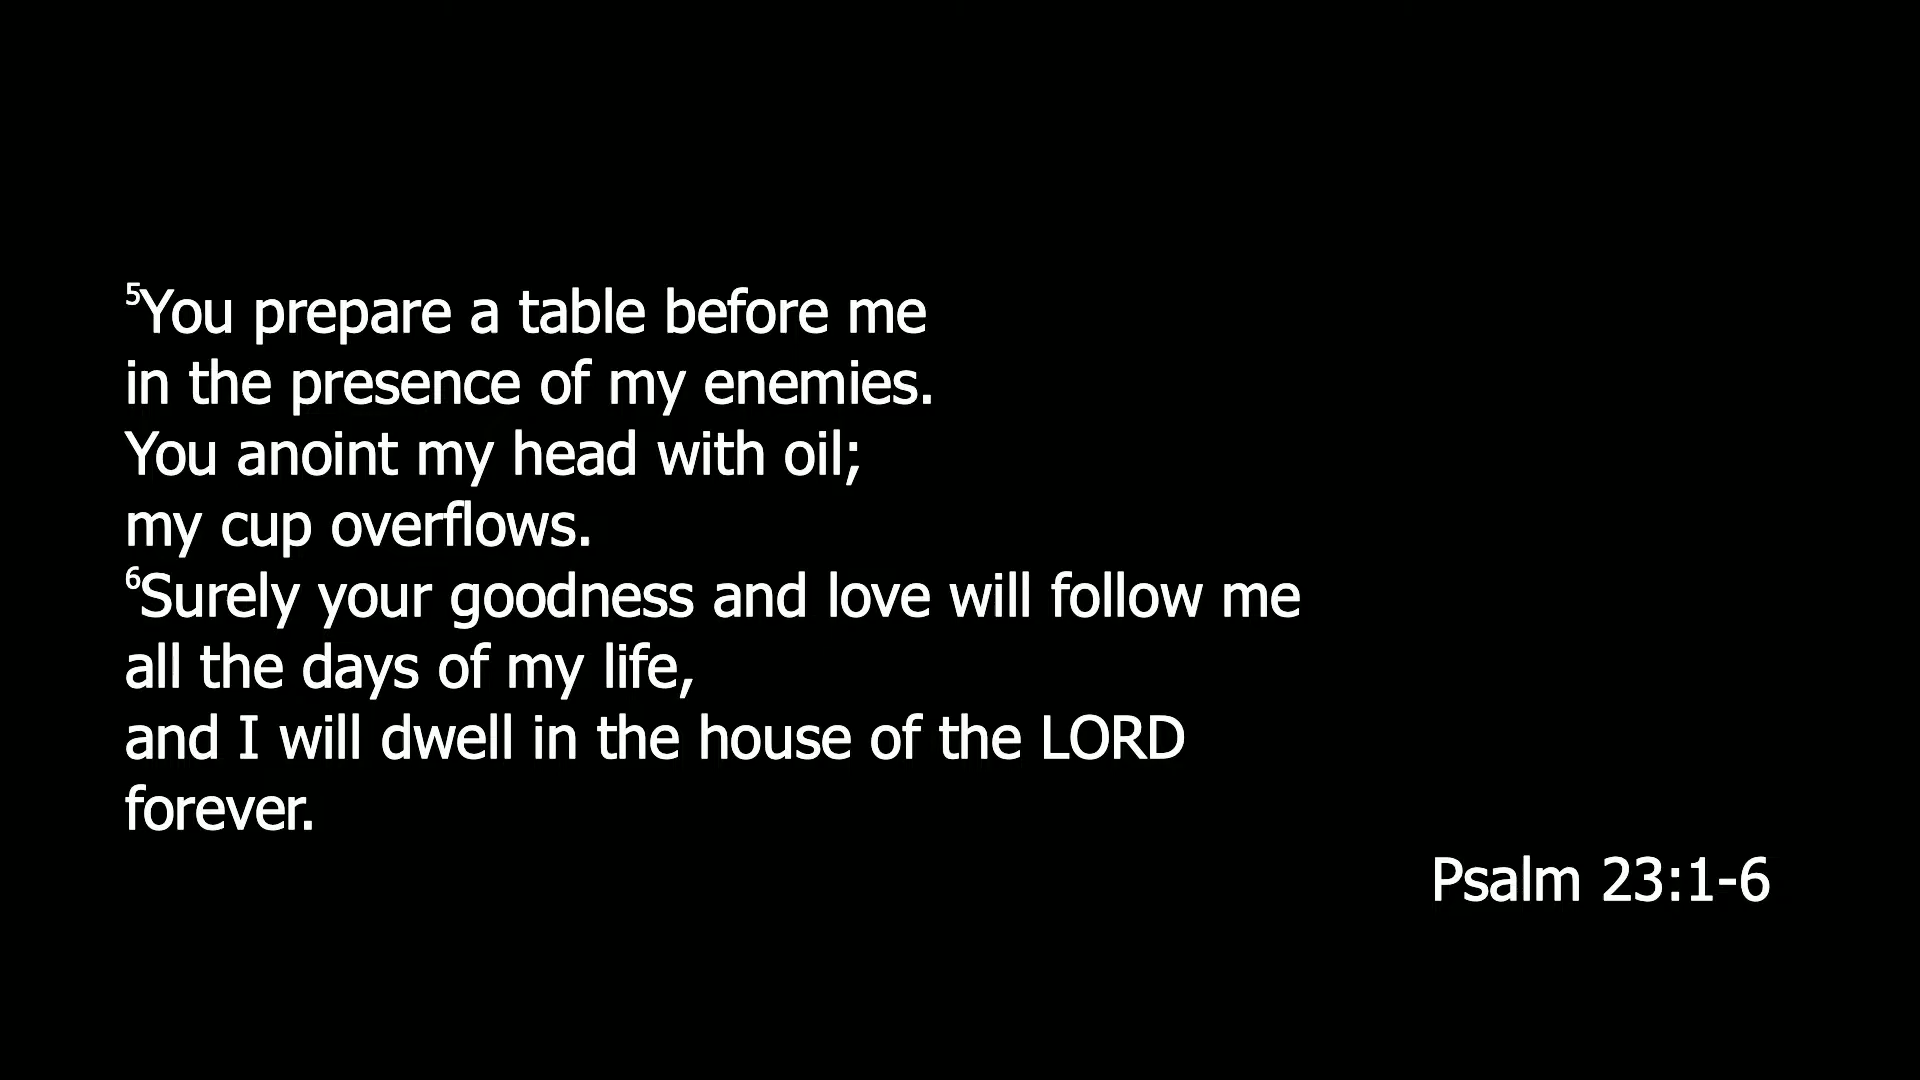 ⁵You prepare a table before me
in the presence of my enemies.
You anoint my head with oil;
my cup overflows.
⁶Surely your goodness and love will follow me
all the days of my life,
and I will dwell in the house of the LORD
forever.
Psalm 23:1-6